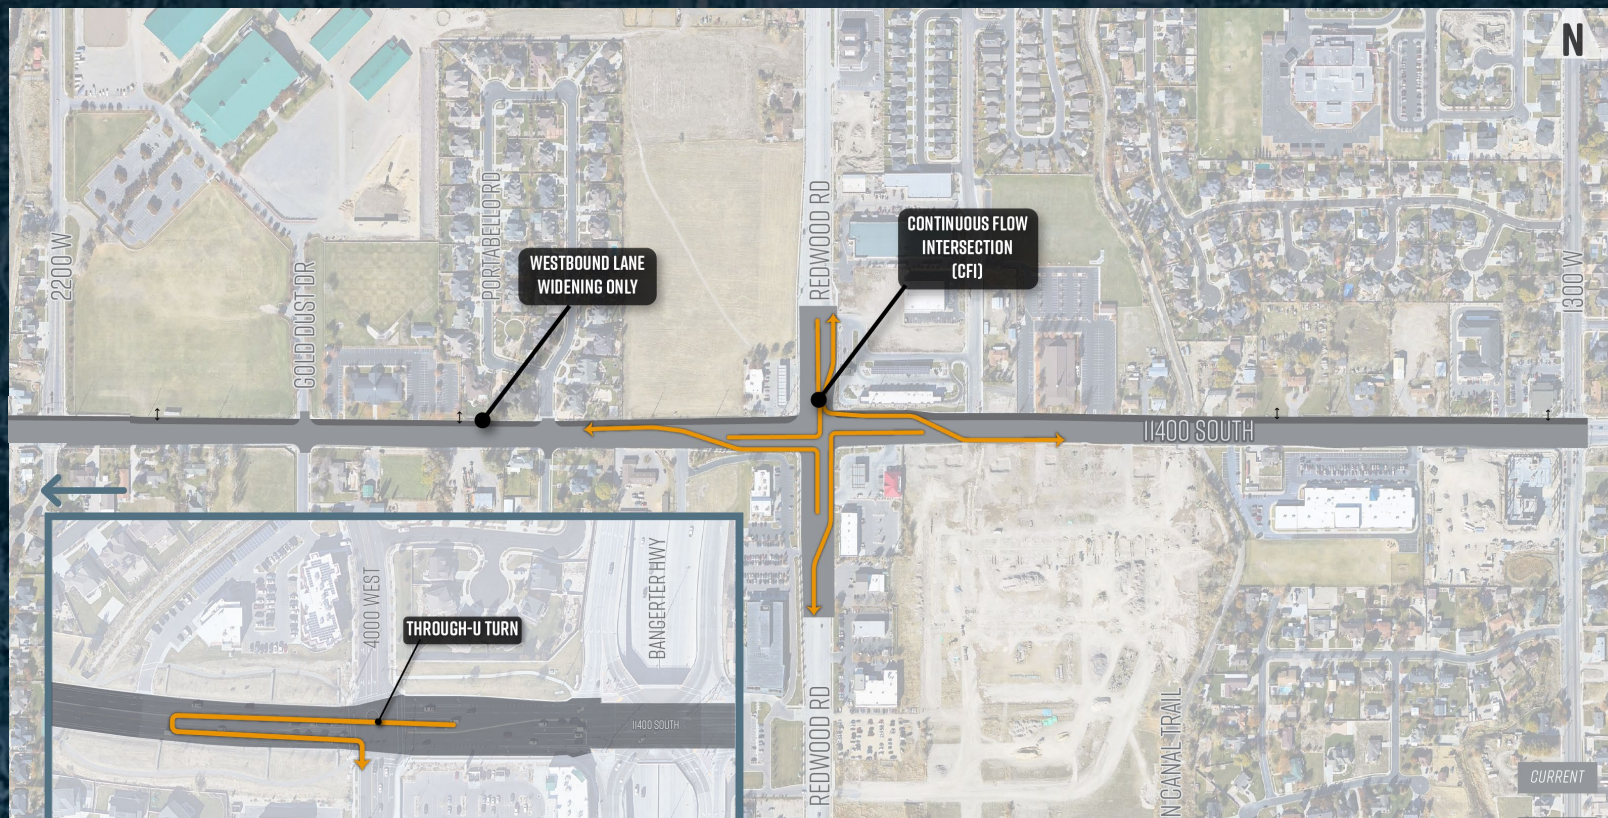 N
2200 W
GOLD DUST DR
PORTABELLO RD
WESTBOUND LANE
WIDENING ONLY
REDWOOD RD
CONTINUOUS FLOW
INTERSECTION
(CFI)
1300 W
11400 SOUTH
4000 WEST
THROUGH-U TURN
BANGERTER HWY
11400 SOUTH
REDWOOD RD
N CANAL TRAIL
CURRENT